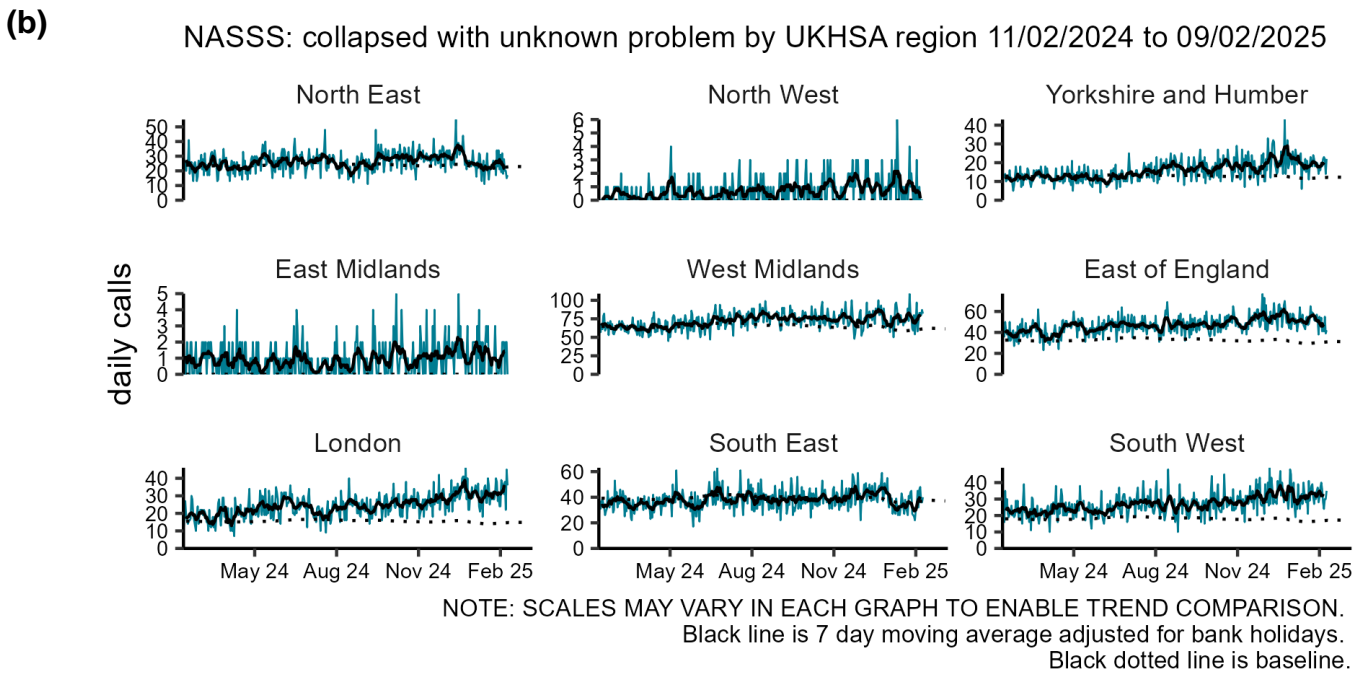 (b)
NASSS: collapsed with unknown problem by UKHSA region 11/02/2024 to 09/02/2025
North East
North West
Yorkshire and Humber
50
40
30
20
10
0
6
5
4
3
2
1
0
40
30
20
10
0
daily calls
East Midlands
West Midlands
East of England
5
4
3
2
1
0
100
75
50
25
0
60
40
20
0
London
South East
South West
40
30
20
10
0
60
40
20
0
40
30
20
10
0
May 24 Aug 24 Nov 24 Feb 25
May 24 Aug 24 Nov 24 Feb 25
May 24 Aug 24 Nov 24 Feb 25
NOTE: SCALES MAY VARY IN EACH GRAPH TO ENABLE TREND COMPARISON.
Black line is 7 day moving average adjusted for bank holidays.
Black dotted line is baseline.